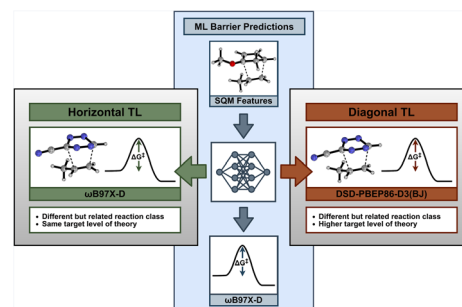 ML Barrier Predictions
H₃C
SQM Features
Horizontal TL
ΔG‡
ωB97X-D
• Different but related reaction class
• Same target level of theory
Diagonal TL
ΔG‡
DSD-PBEP86-D3(BJ)
• Different but related reaction class
• Higher target level of theory
ΔG‡
ωB97X-D